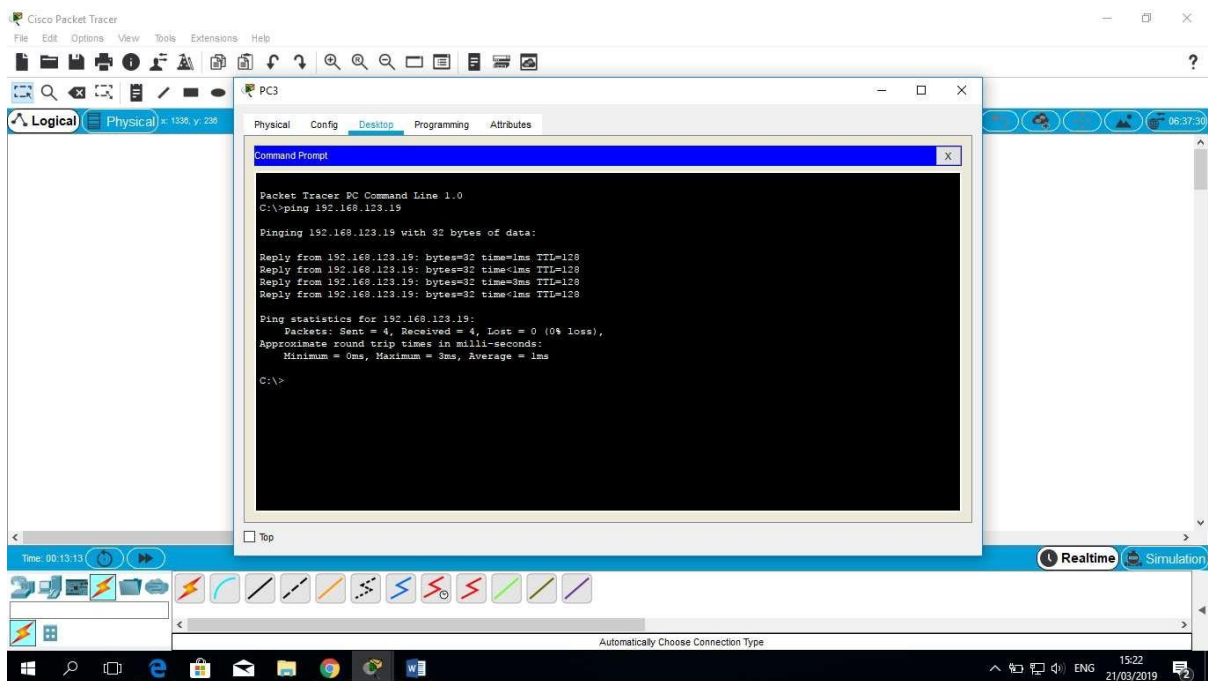 Cisco Packet Tracer
File Edit Options View Tools Extensions Help
?
PC3
Logical
Physical
x: 1336, y: 236
06:37:30
Physical Config Desktop Programming Attributes
Command Prompt
X
Packet Tracer PC Command Line 1.0
C:\>ping 192.168.123.19
Pinging 192.168.123.19 with 32 bytes of data:
Reply from 192.168.123.19: bytes=32 time=1ms TTL=128
Reply from 192.168.123.19: bytes=32 time<1ms TTL=128
Reply from 192.168.123.19: bytes=32 time=3ms TTL=128
Reply from 192.168.123.19: bytes=32 time<1ms TTL=128
Ping statistics for 192.168.123.19:
Packets: Sent = 4, Received = 4, Lost = 0 (0% loss),
Approximate round trip times in milli-seconds:
Minimum = 0ms, Maximum = 3ms, Average = 1ms
C:\>
Top
Time: 00:13:13
Realtime
Simulation
Automatically Choose Connection Type
ENG
15:22
21/03/2019
2